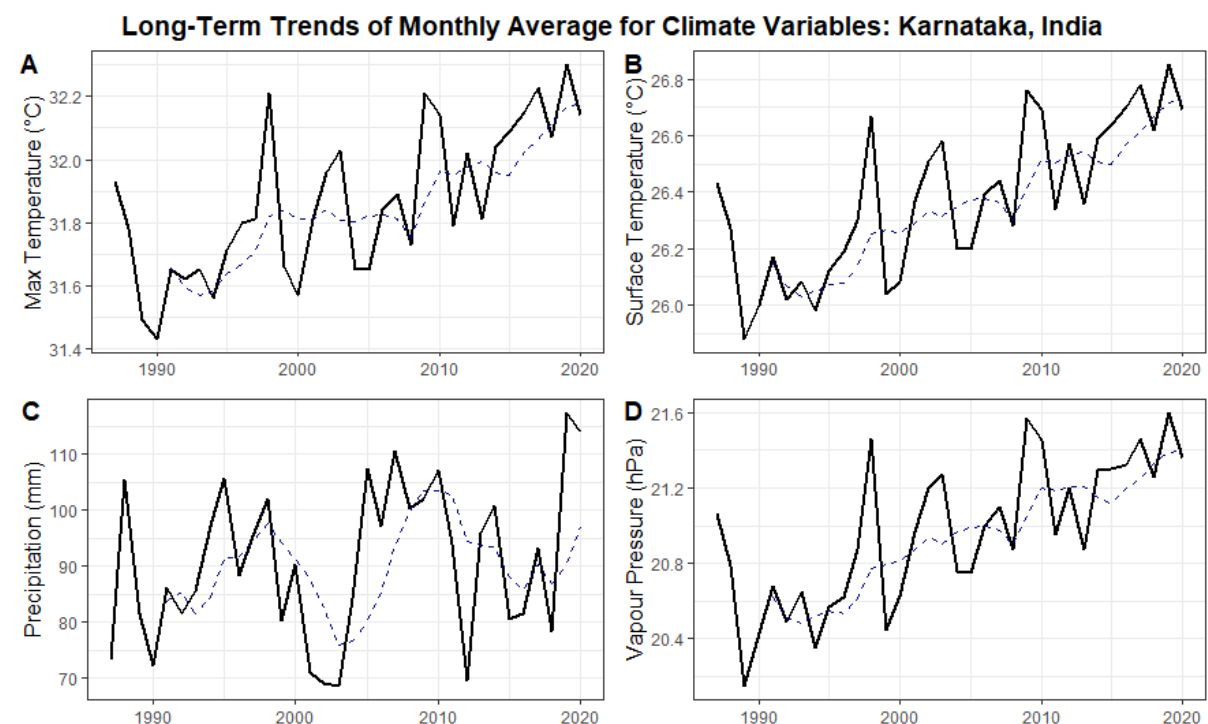 Long-Term Trends of Monthly Average for Climate Variables: Karnataka, India
A
Max Temperature (°C)
32.2
32.0
31.8
31.6
31.4
1990 2000 2010 2020
B
Surface Temperature (°C)
26.8
26.6
26.4
26.2
26.0
1990 2000 2010 2020
C
Precipitation (mm)
110
100
90
80
70
1990 2000 2010 2020
D
Vapour Pressure (hPa)
21.6
21.2
20.8
20.4
1990 2000 2010 2020